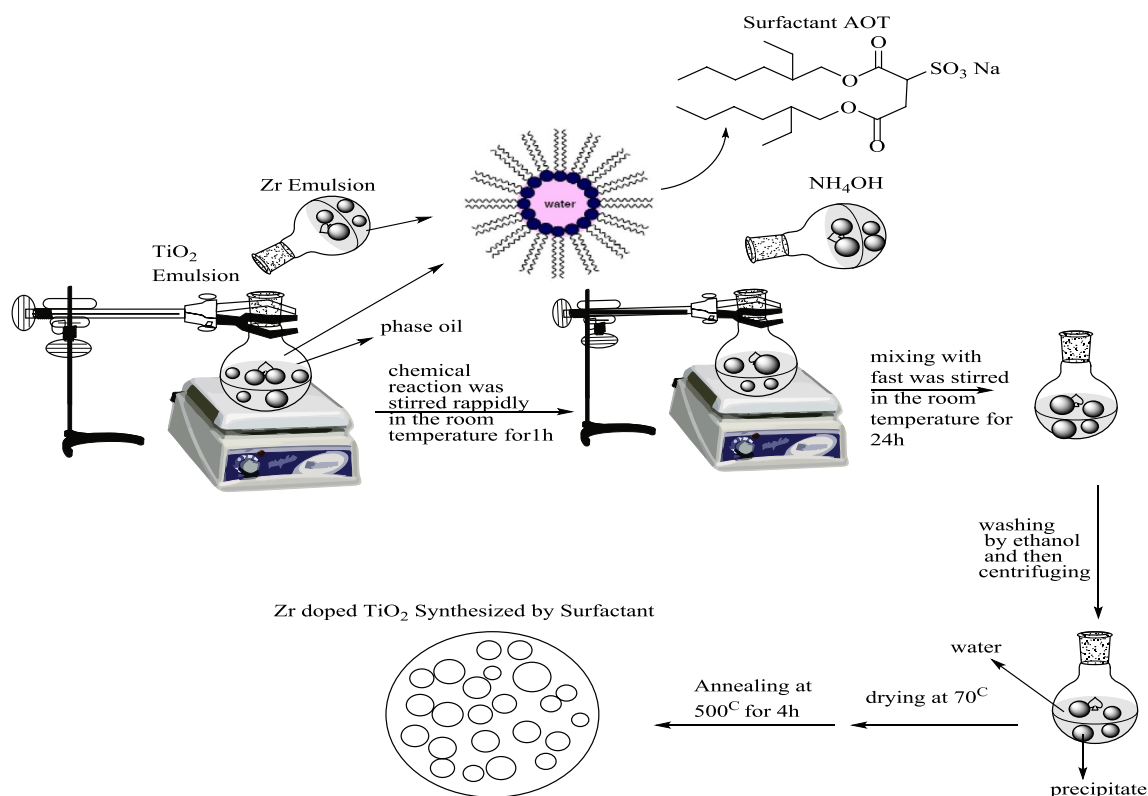 Surfactant AOT
O
O
SO3 Na
O
O
Zr Emulsion
water
NH4OH
TiO2
Emulsion
phase oil
chemical
reaction was
stirred rappidly
in the room
temperature for1h
mixing with
fast was stirred
in the room
temperature for
24h
washing
by ethanol
and then
centrifuging
Zr doped TiO2 Synthesized by Surfactant
water
Annealing at
500C for 4h
drying at 70C
precipitate